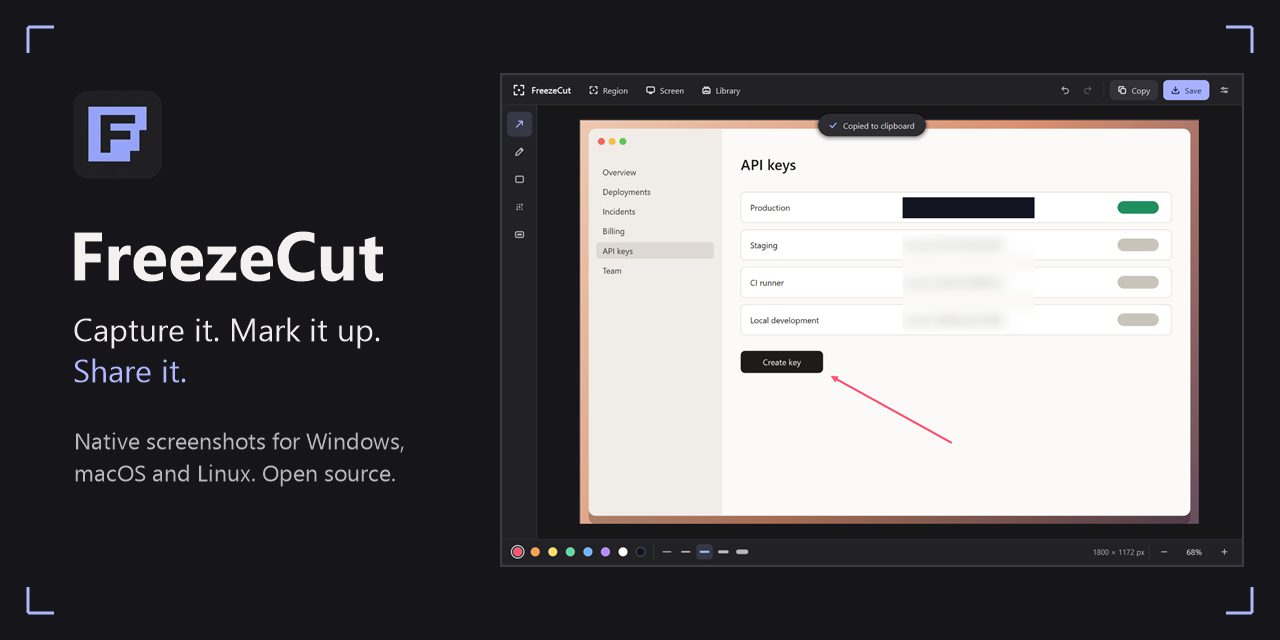 FreezeCut
Capture it. Mark it up.
Share it.
Native screenshots for Windows,
macOS and Linux. Open source.
FreezeCut Region Screen Library Copy Save
Copied to clipboard
Overview
Deployments
Incidents
Billing
API keys
Team
API keys
Production
Staging
CI runner
Local development
Create key
1800 × 1172 px − 68% +